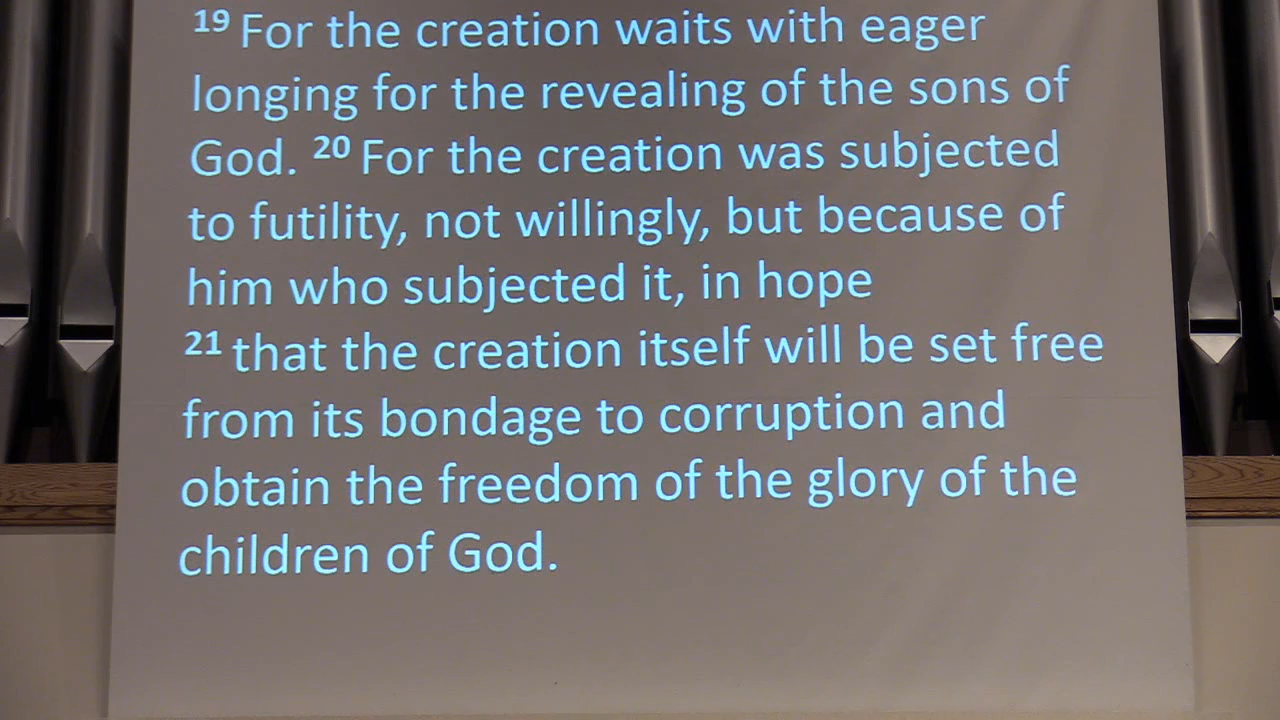 19 For the creation waits with eager
longing for the revealing of the sons of
God. 20 For the creation was subjected
to futility, not willingly, but because of
him who subjected it, in hope
21 that the creation itself will be set free
from its bondage to corruption and
obtain the freedom of the glory of the
children of God.